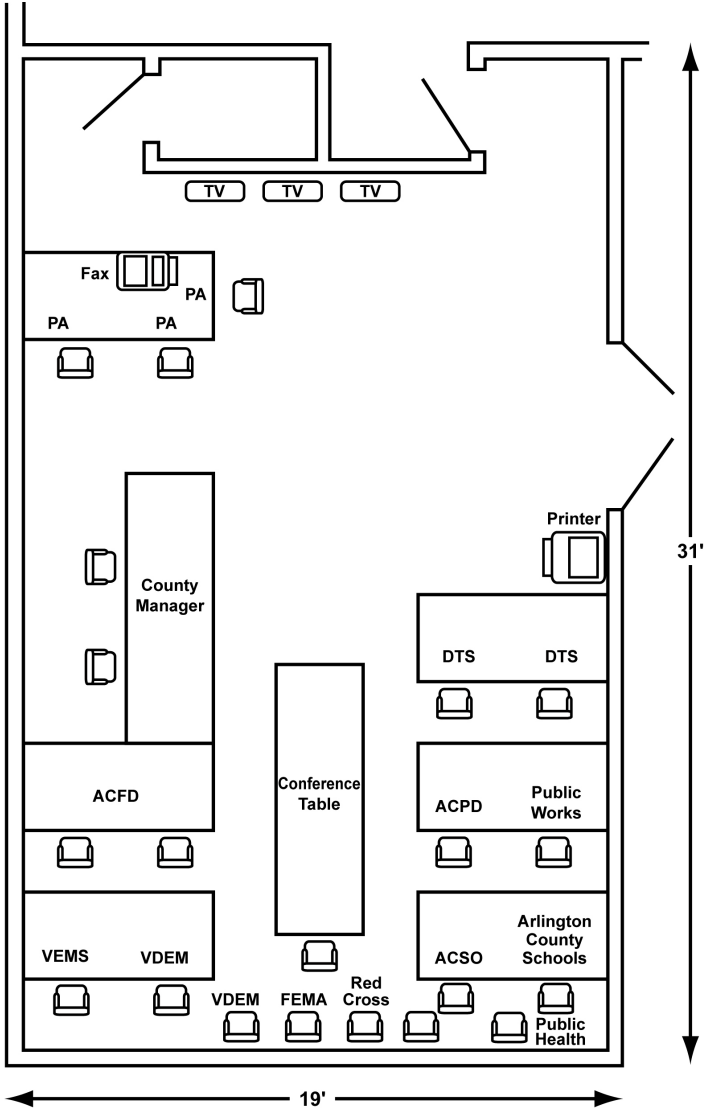 TV TV TV
Fax
PA
PA PA
Printer
31'
County
Manager
DTS DTS
Conference
Table
ACFD
ACPD
Public
Works
VEMS VDEM
ACSO
Arlington
County
Schools
VDEM FEMA
Red
Cross
Public
Health
19'